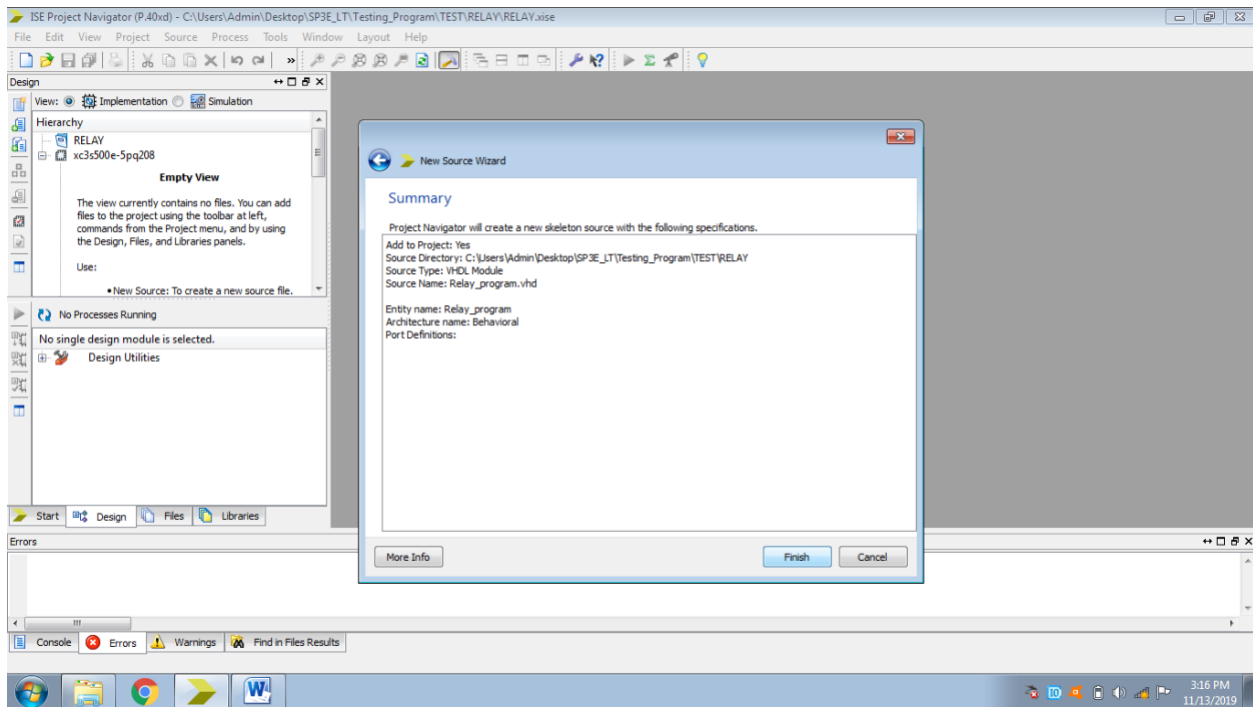 ISE Project Navigator (P.40xd) - C:\Users\Admin\Desktop\SP3E_LT\Testing_Program\TEST\RELAY\RELAY.xise
File Edit View Project Source Process Tools Window Layout Help
Design
View: Implementation Simulation
Hierarchy
RELAY
xc3s500e-5pq208
Empty View
The view currently contains no files. You can add
files to the project using the toolbar at left,
commands from the Project menu, and by using
the Design, Files, and Libraries panels.
Use:
•New Source: To create a new source file.
No Processes Running
No single design module is selected.
Design Utilities
Start Design Files Libraries
New Source Wizard
Summary
Project Navigator will create a new skeleton source with the following specifications.
Add to Project: Yes
Source Directory: C:\Users\Admin\Desktop\SP3E_LT\Testing_Program\TEST\RELAY
Source Type: VHDL Module
Source Name: Relay_program.vhd
Entity name: Relay_program
Architecture name: Behavioral
Port Definitions:
More Info Finish Cancel
Errors
Console Errors Warnings Find in Files Results
3:16 PM
11/13/2019